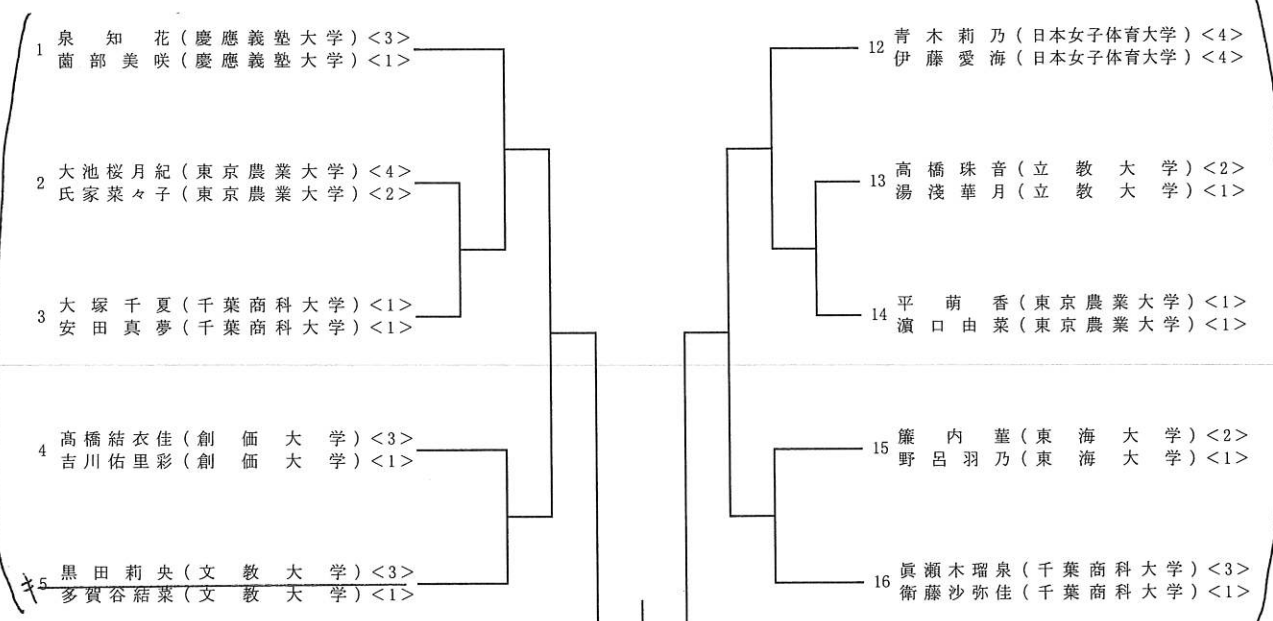 1 泉 知 花 ( 慶 應 義 塾 大 学 ) <3>
薗 部 美 咲 ( 慶 應 義 塾 大 学 ) <1>
2 大 池 桜 月 紀 ( 東 京 農 業 大 学 ) <4>
氏 家 菜 々 子 ( 東 京 農 業 大 学 ) <2>
3 大 塚 千 夏 ( 千 葉 商 科 大 学 ) <1>
安 田 真 夢 ( 千 葉 商 科 大 学 ) <1>
4 髙 橋 結 衣 佳 ( 創 価 大 学 ) <3>
吉 川 佑 里 彩 ( 創 価 大 学 ) <1>
キ 5 黒 田 莉 央 ( 文 教 大 学 ) <3>
多 賀 谷 結 菜 ( 文 教 大 学 ) <1>
12 青 木 莉 乃 ( 日本女子体育大学 ) <4>
伊 藤 愛 海 ( 日本女子体育大学 ) <4>
13 高 橋 珠 音 ( 立 教 大 学 ) <2>
湯 淺 華 月 ( 立 教 大 学 ) <1>
14 平 萌 香 ( 東 京 農 業 大 学 ) <1>
濵 口 由 菜 ( 東 京 農 業 大 学 ) <1>
15 簾 内 菫 ( 東 海 大 学 ) <2>
野 呂 羽 乃 ( 東 海 大 学 ) <1>
16 眞 瀬 木 瑠 泉 ( 千 葉 商 科 大 学 ) <3>
衛 藤 沙 弥 佳 ( 千 葉 商 科 大 学 ) <1>